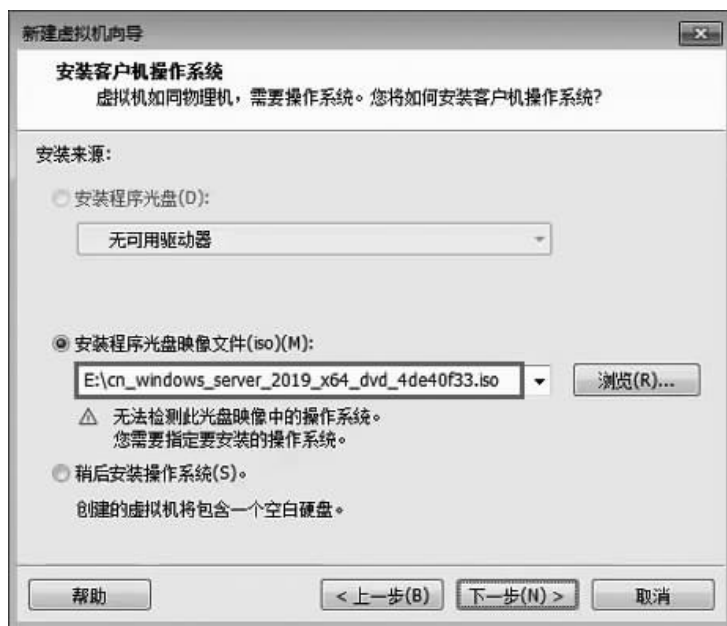 新建虚拟机向导
安装客户机操作系统
虚拟机如同物理机，需要操作系统。您将如何安装客户机操作系统?
安装来源:
安装程序光盘(D):
无可用驱动器
安装程序光盘映像文件(iso)(M):
E:\cn_windows_server_2019_x64_dvd_4de40f33.iso
浏览(R)...
无法检测此光盘映像中的操作系统。
您需要指定要安装的操作系统。
稍后安装操作系统(S)。
创建的虚拟机将包含一个空白硬盘。
帮助
< 上一步(B)
下一步(N) >
取消